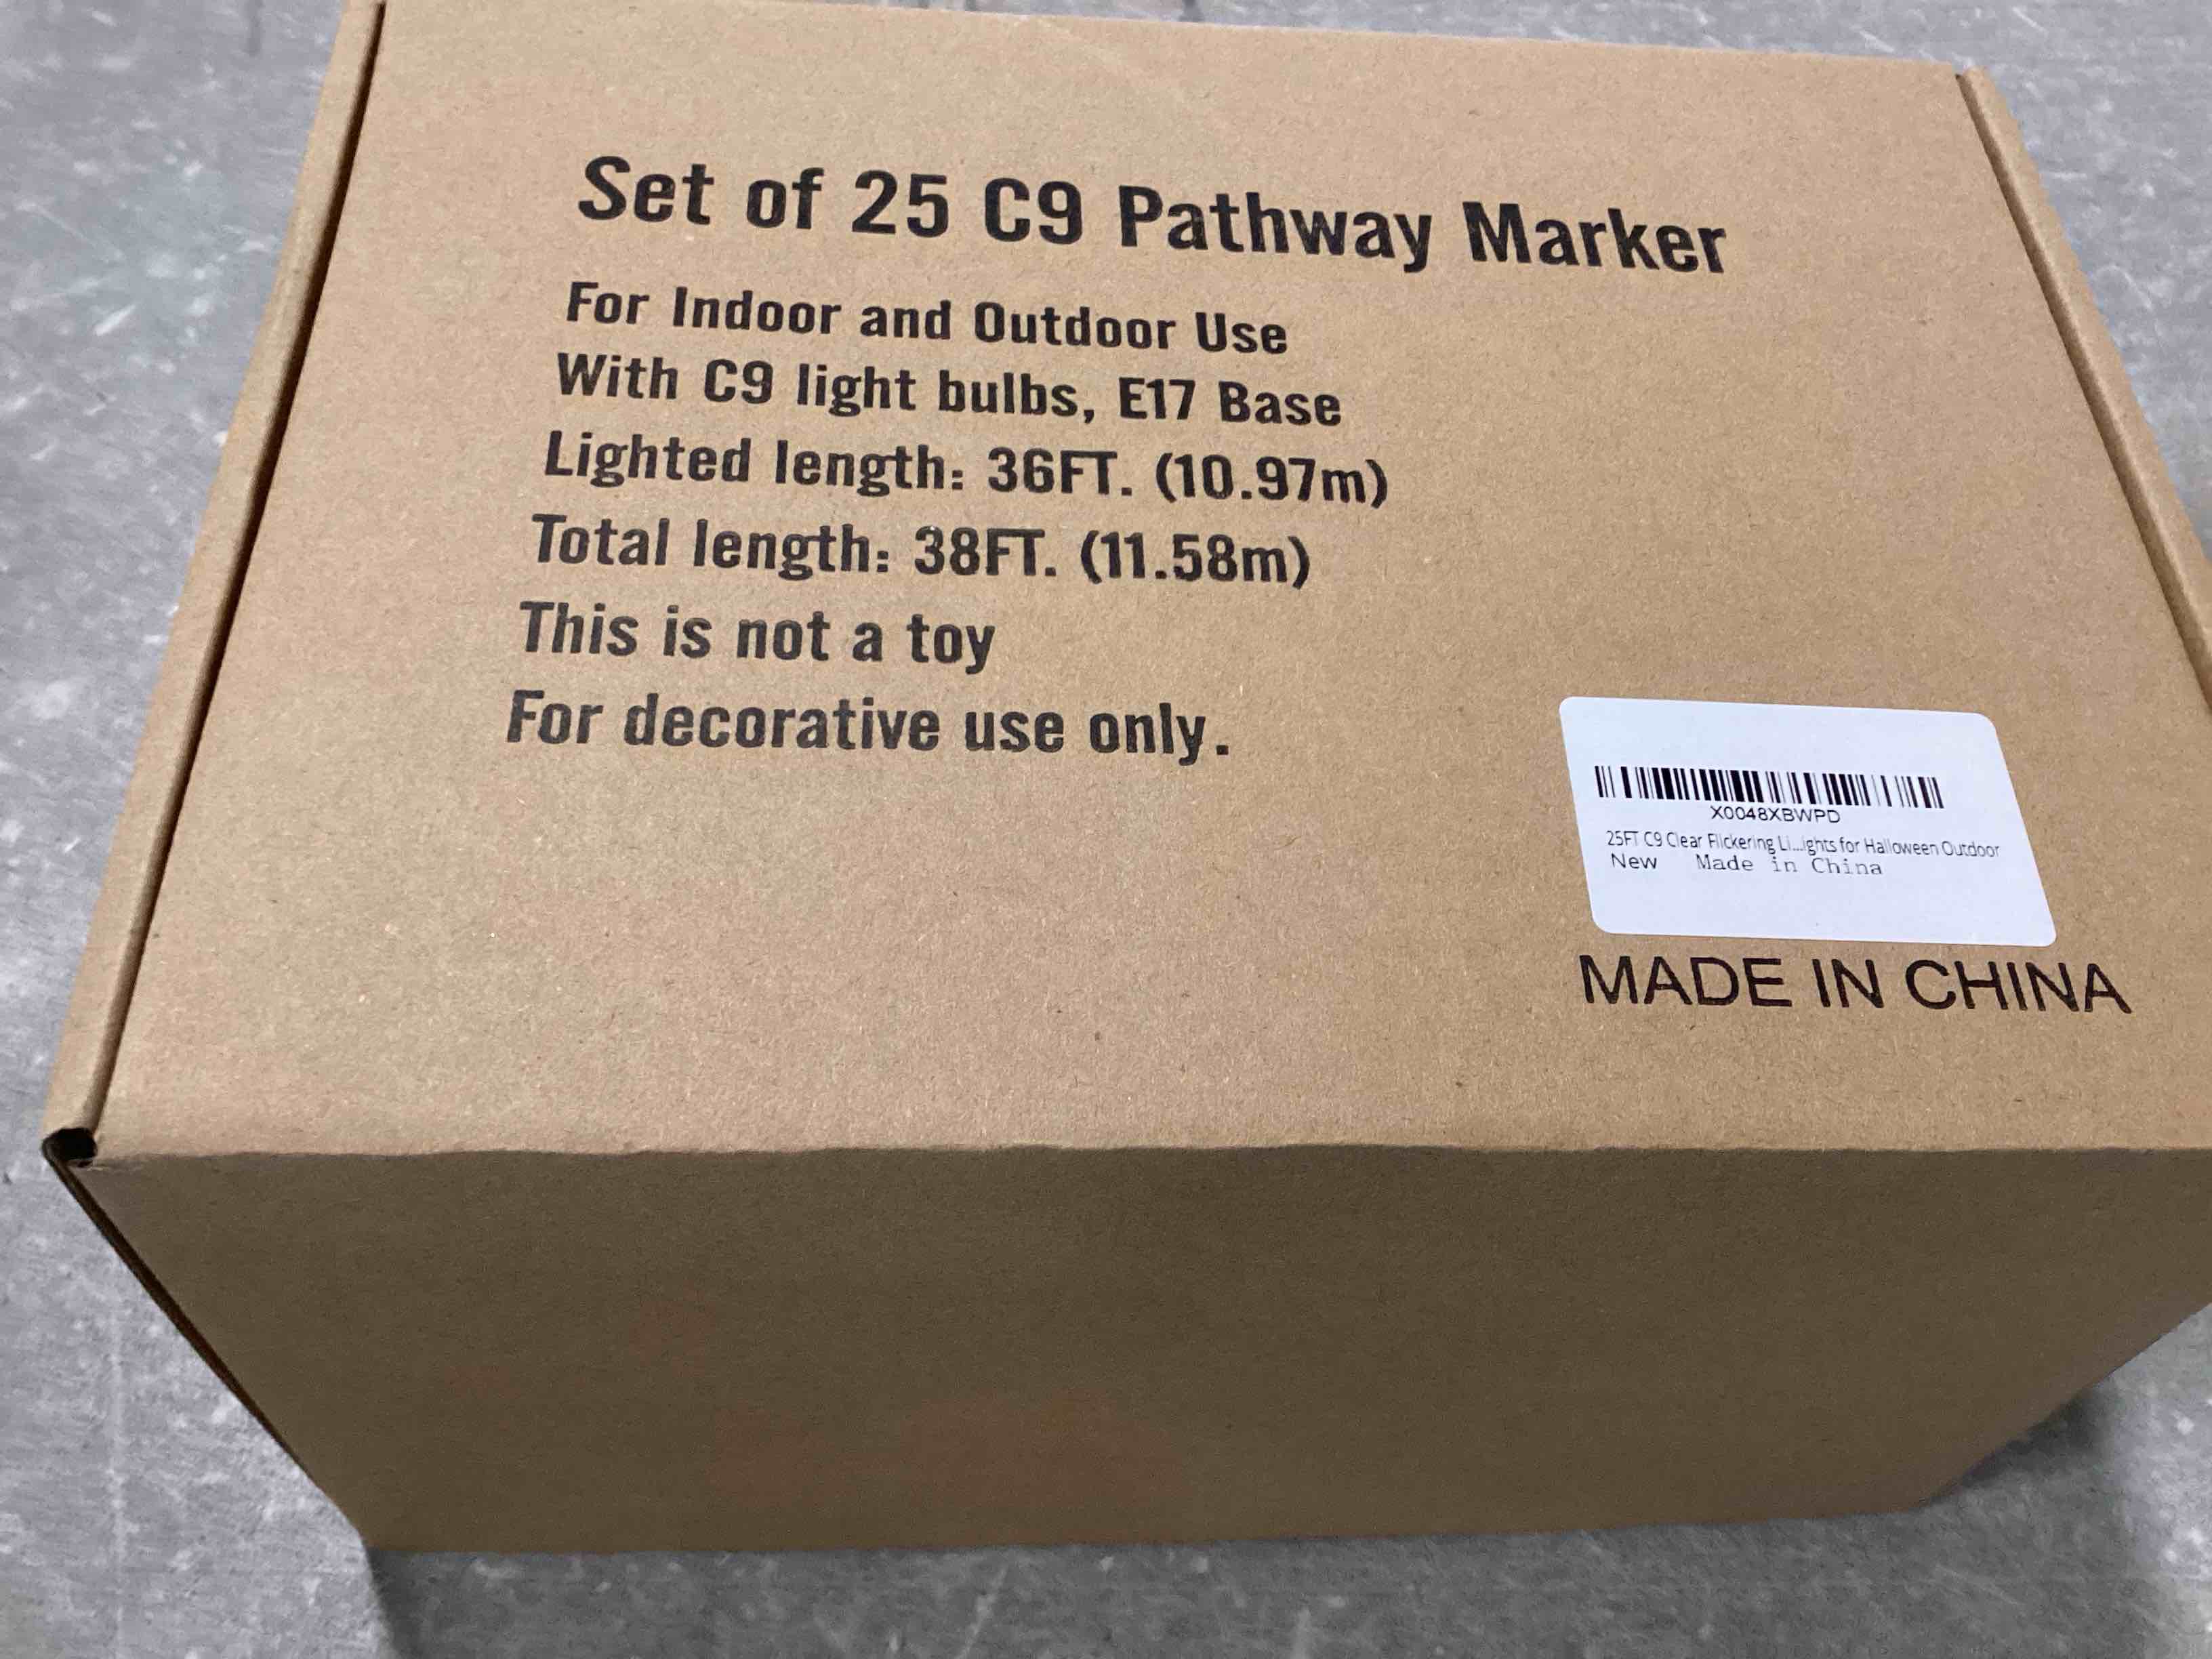 Set of 25 C9 Pathway Marker
For Indoor and Outdoor Use
With C9 light bulbs, E17 Base
Lighted length: 36FT. (10.97m)
Total length: 38FT. (11.58m)
This is not a toy
For decorative use only.
X0048XBWPD
25FT C9 Clear Flickering Li...ights for Halloween Outdoor
New Made in China
MADE IN CHINA